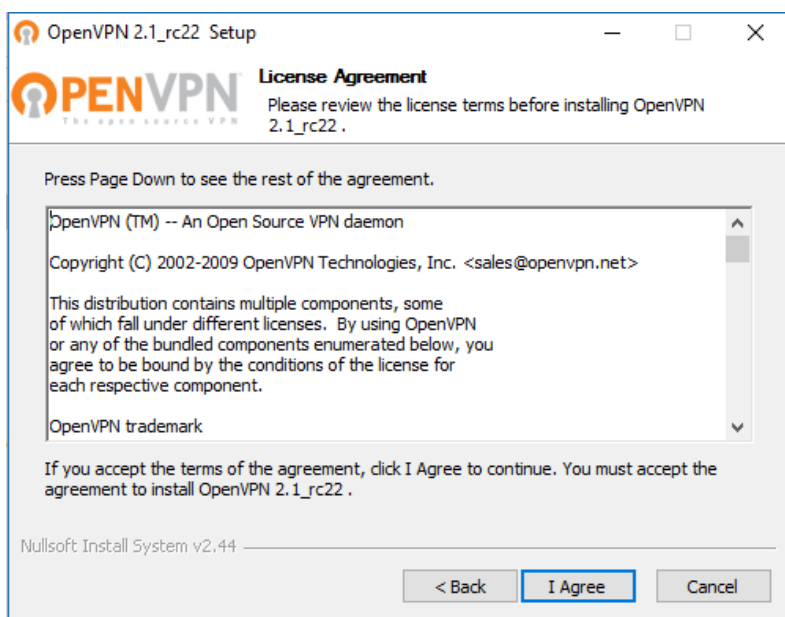 OpenVPN 2.1_rc22 Setup
OPENVPN
The open source VPN
License Agreement
Please review the license terms before installing OpenVPN
2.1_rc22 .
Press Page Down to see the rest of the agreement.
OpenVPN (TM) -- An Open Source VPN daemon
Copyright (C) 2002-2009 OpenVPN Technologies, Inc. <sales@openvpn.net>
This distribution contains multiple components, some
of which fall under different licenses. By using OpenVPN
or any of the bundled components enumerated below, you
agree to be bound by the conditions of the license for
each respective component.
OpenVPN trademark
If you accept the terms of the agreement, click I Agree to continue. You must accept the
agreement to install OpenVPN 2.1_rc22 .
Nullsoft Install System v2.44
< Back
I Agree
Cancel